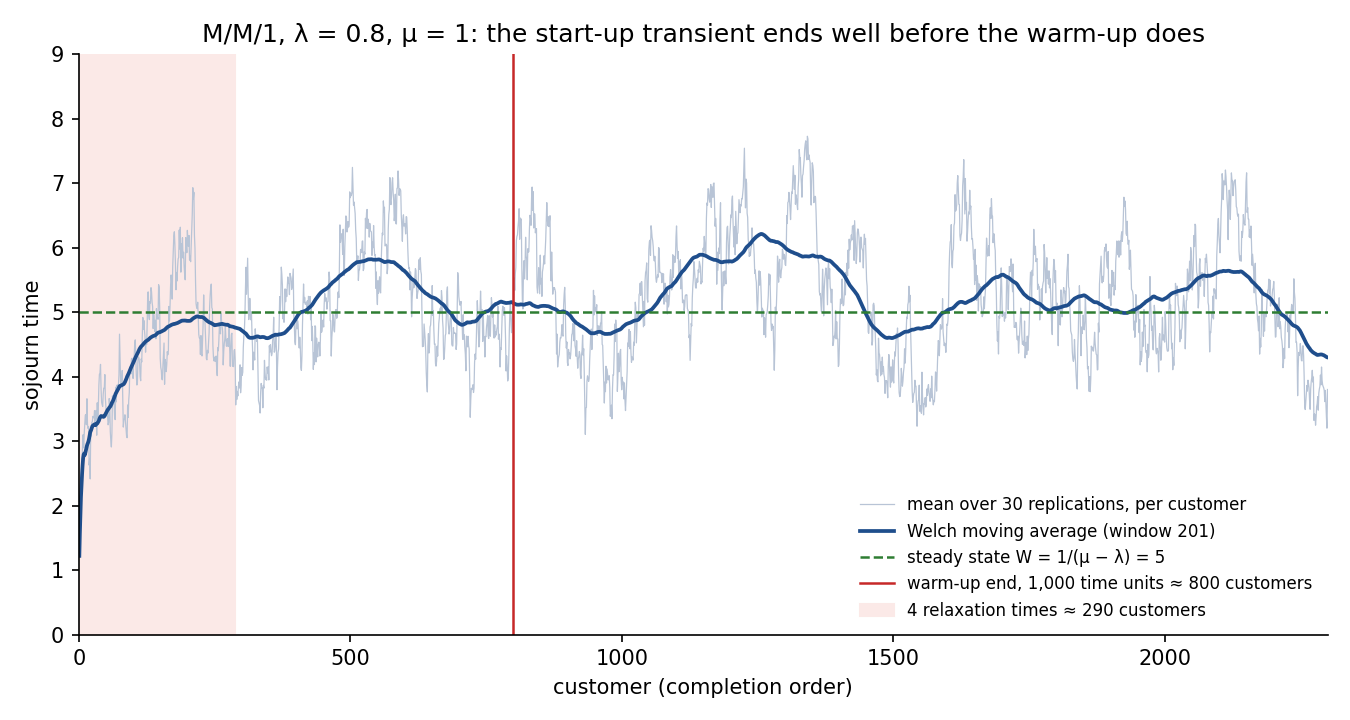 M/M/1, λ = 0.8, μ = 1: the start-up transient ends well before the warm-up does
9
8
7
6
5
4
3
2
1
0
sojourn time
mean over 30 replications, per customer
Welch moving average (window 201)
steady state W = 1/(μ − λ) = 5
warm-up end, 1,000 time units ≈ 800 customers
4 relaxation times ≈ 290 customers
0 500 1000 1500 2000
customer (completion order)